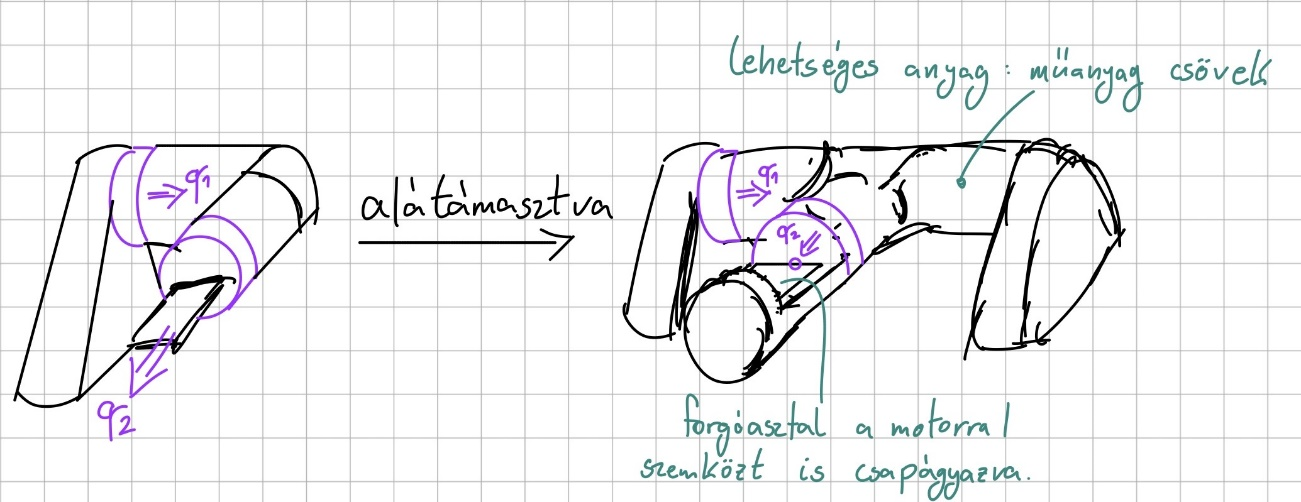 lehetséges anyag: műanyag csövek
q1
alátámasztva
q1
q2
q2
forgóasztal a motorral
szemközt is csapágyazva.